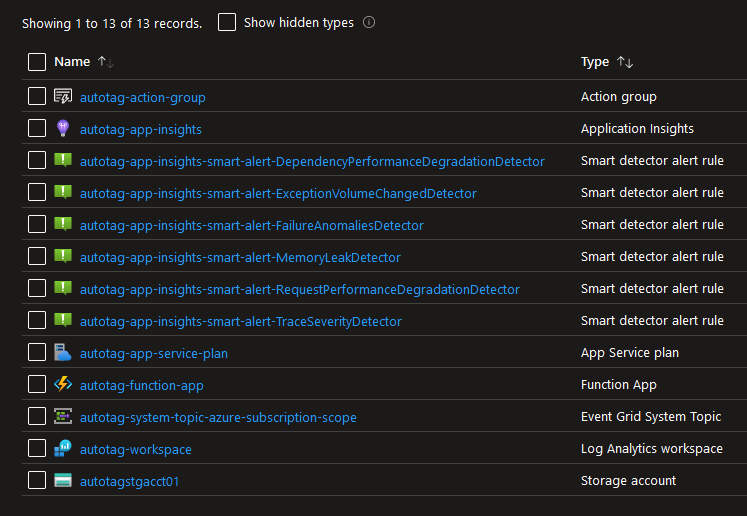 Showing 1 to 13 of 13 records. Show hidden types
Name Type
autotag-action-group Action group
autotag-app-insights Application Insights
autotag-app-insights-smart-alert-DependencyPerformanceDegradationDetector Smart detector alert rule
autotag-app-insights-smart-alert-ExceptionVolumeChangedDetector Smart detector alert rule
autotag-app-insights-smart-alert-FailureAnomaliesDetector Smart detector alert rule
autotag-app-insights-smart-alert-MemoryLeakDetector Smart detector alert rule
autotag-app-insights-smart-alert-RequestPerformanceDegradationDetector Smart detector alert rule
autotag-app-insights-smart-alert-TraceSeverityDetector Smart detector alert rule
autotag-app-service-plan App Service plan
autotag-function-app Function App
autotag-system-topic-azure-subscription-scope Event Grid System Topic
autotag-workspace Log Analytics workspace
autotagstgacct01 Storage account